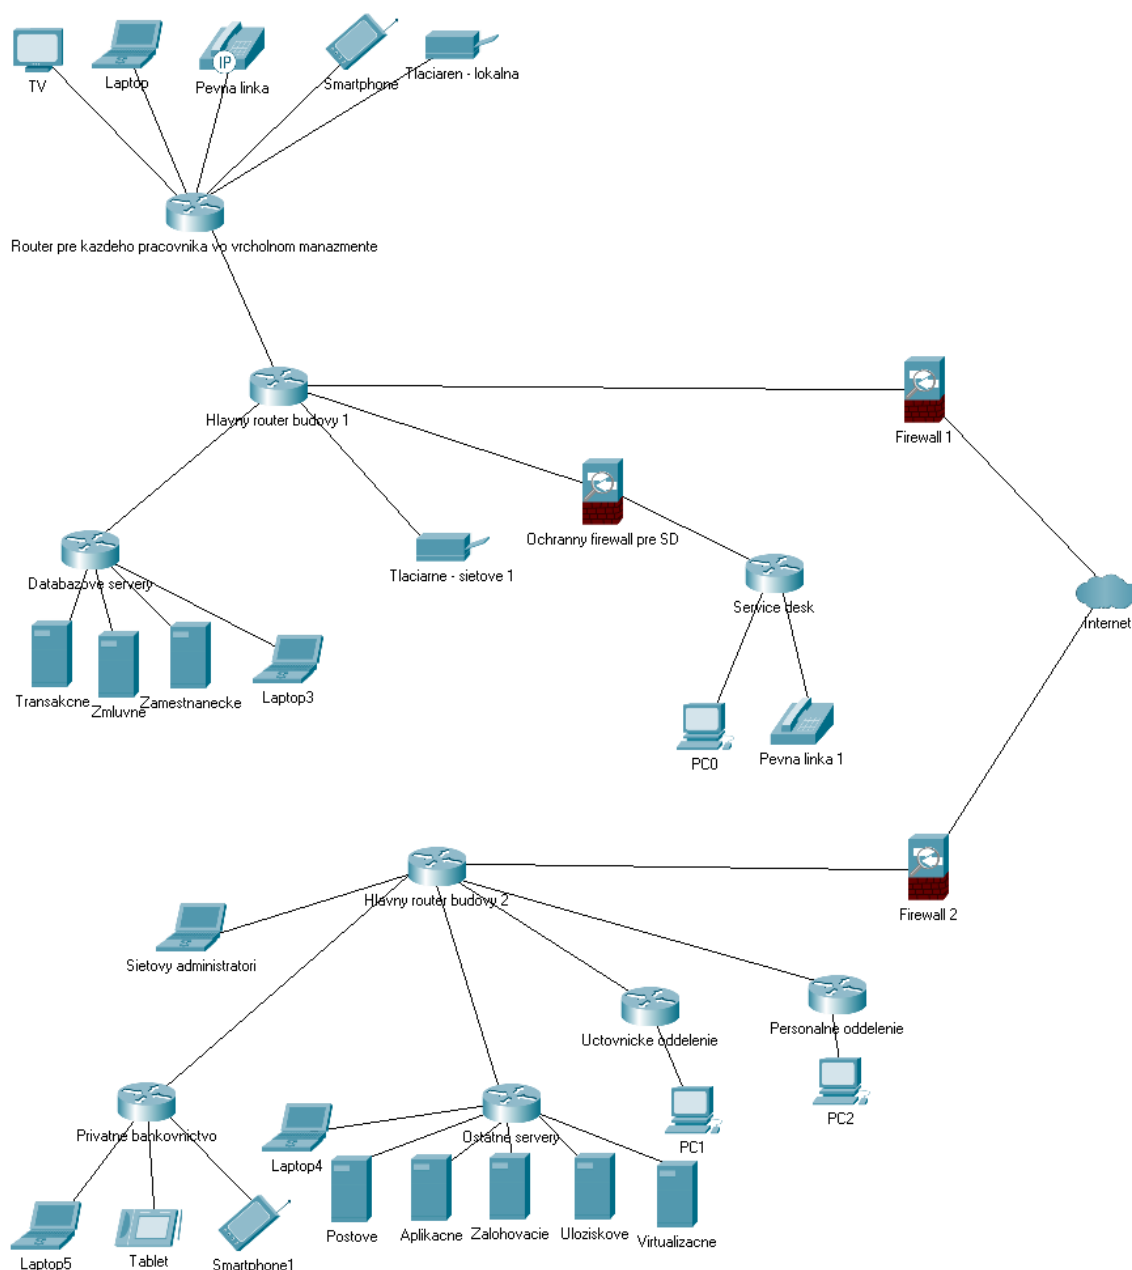 TV
Laptop
IP
Pevna linka
Smartphone
Tlaciaren - lokalna
Router pre kazdeho pracovnika vo vrcholnom manazmente
Hlavny router budovy 1
Firewall 1
Ochranny firewall pre SD
Tlaciarne - sietove 1
Databazove servery
Service desk
Internet
Transakcne
Zmluvne
Zamestnanecke
Laptop3
PC0
Pevna linka 1
Hlavny router budovy 2
Firewall 2
Sietovy administratori
Uctovnicke oddelenie
Personalne oddelenie
Privatne bankovnictvo
Laptop4
Ostatne servery
PC1
PC2
Laptop5
Tablet
Smartphone1
Postove
Aplikacne
Zalohovacie
Uloziskove
Virtualizacne